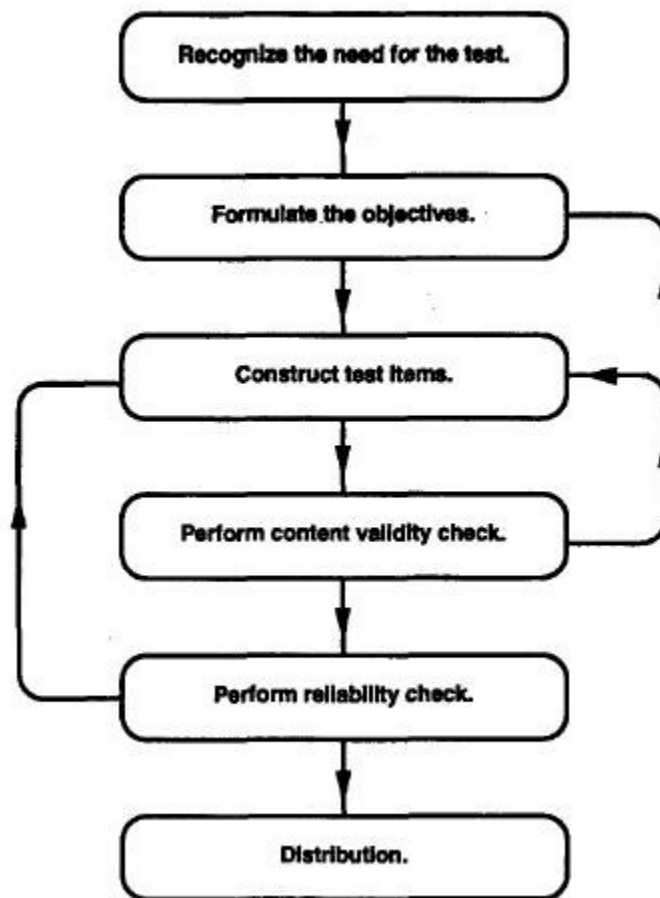 Recognize the need for the test.
Formulate the objectives.
Construct test items.
Perform content validity check.
Perform reliability check.
Distribution.